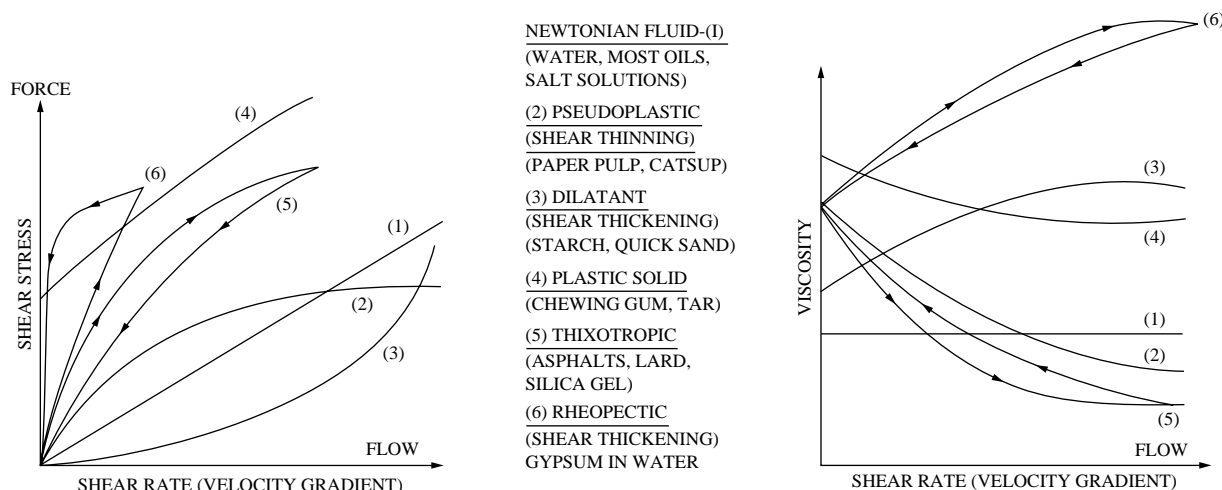 FORCE
SHEAR STRESS
(4)
(6)
(5)
(1)
(2)
(3)
FLOW
SHEAR RATE (VELOCITY GRADIENT)
NEWTONIAN FLUID-(I)
(WATER, MOST OILS,
SALT SOLUTIONS)
(2) PSEUDOPLASTIC
(SHEAR THINNING)
(PAPER PULP, CATSUP)
(3) DILATANT
(SHEAR THICKENING)
(STARCH, QUICK SAND)
(4) PLASTIC SOLID
(CHEWING GUM, TAR)
(5) THIXOTROPIC
(ASPHALTS, LARD,
SILICA GEL)
(6) RHEOPECTIC
(SHEAR THICKENING)
GYPSUM IN WATER
(6)
VISCOSITY
(3)
(4)
(1)
(2)
(5)
FLOW
SHEAR RATE (VELOCITY GRADIENT)